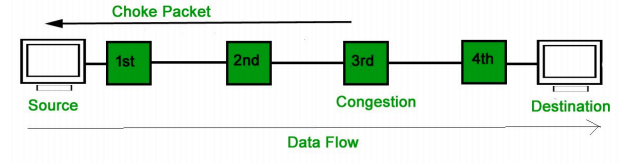 Choke Packet
1st
2nd
3rd
4th
Source
Congestion
Destination
Data Flow